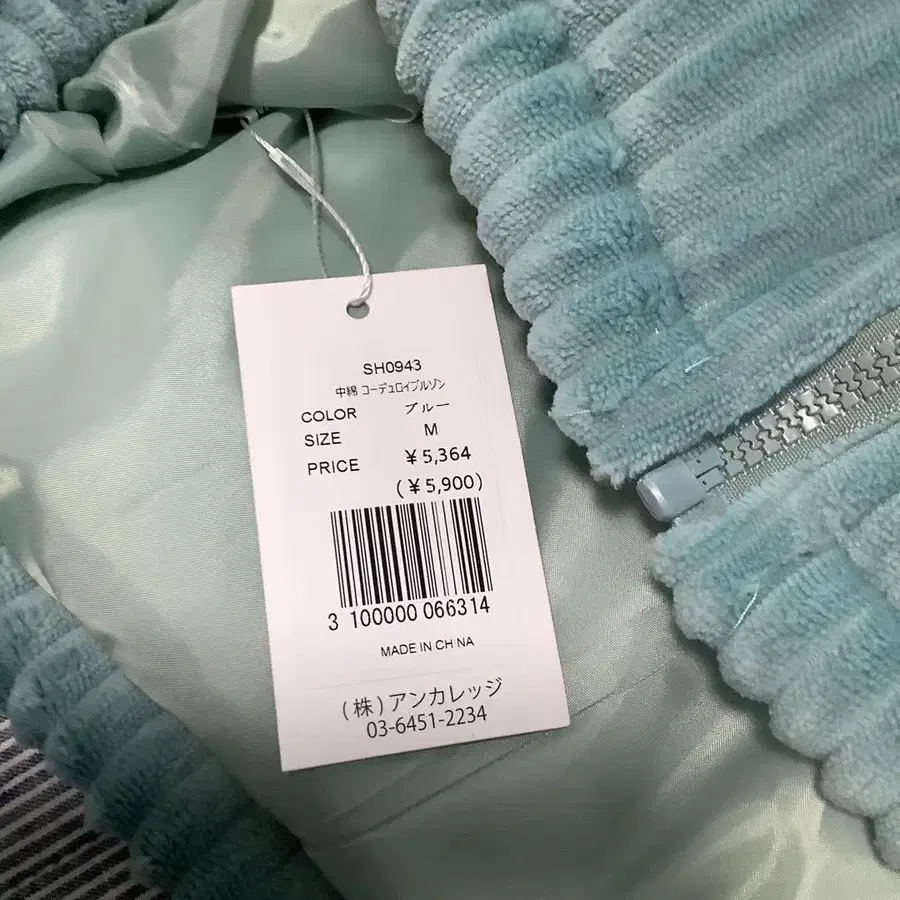 SH0943
中綿 コーデュロイブルゾン
COLOR ブルー
SIZE M
PRICE ¥5,364
(¥5,900)
3 100000 066314
MADE IN CHINA
(株)アンカレッジ
03-6451-2234